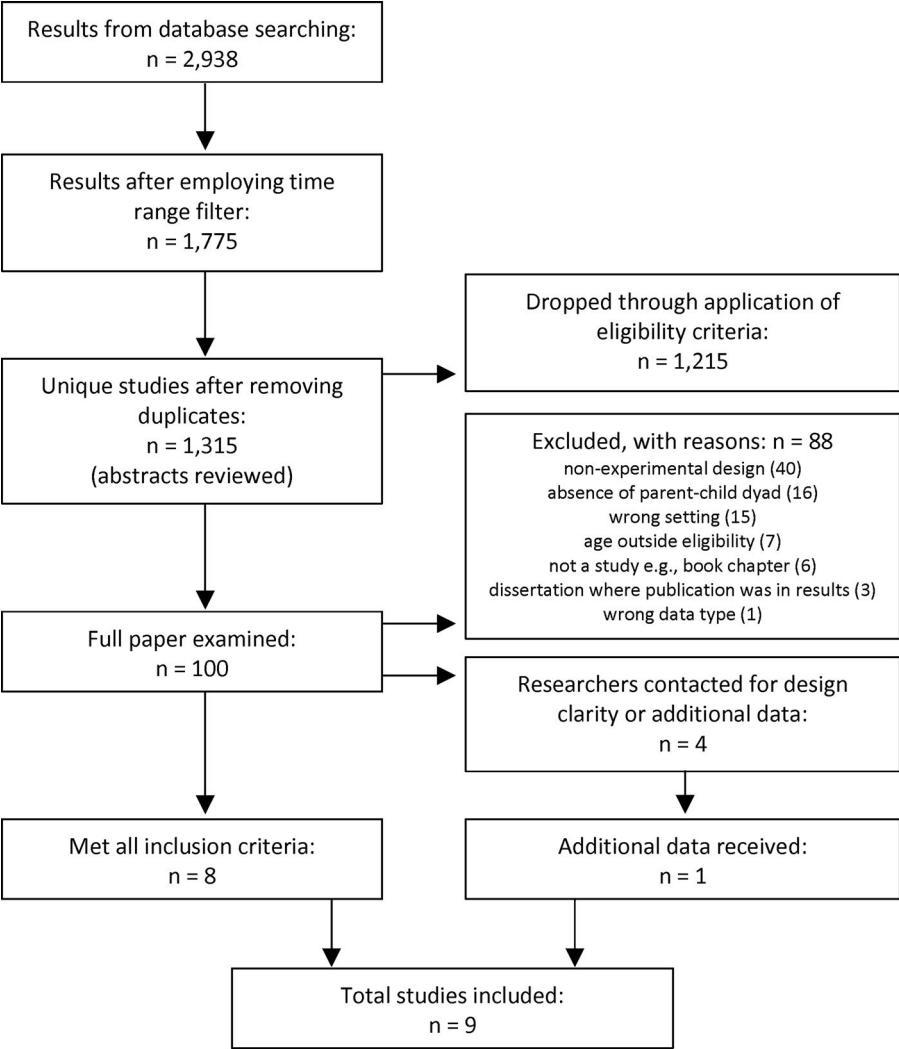 Results from database searching:
n = 2,938
Results after employing time
range filter:
n = 1,775
Dropped through application of
eligibility criteria:
n = 1,215
Unique studies after removing
duplicates:
n = 1,315
(abstracts reviewed)
Excluded, with reasons: n = 88
non-experimental design (40)
absence of parent-child dyad (16)
wrong setting (15)
age outside eligibility (7)
not a study e.g., book chapter (6)
dissertation where publication was in results (3)
wrong data type (1)
Full paper examined:
n = 100
Researchers contacted for design
clarity or additional data:
n = 4
Met all inclusion criteria:
n = 8
Additional data received:
n = 1
Total studies included:
n = 9